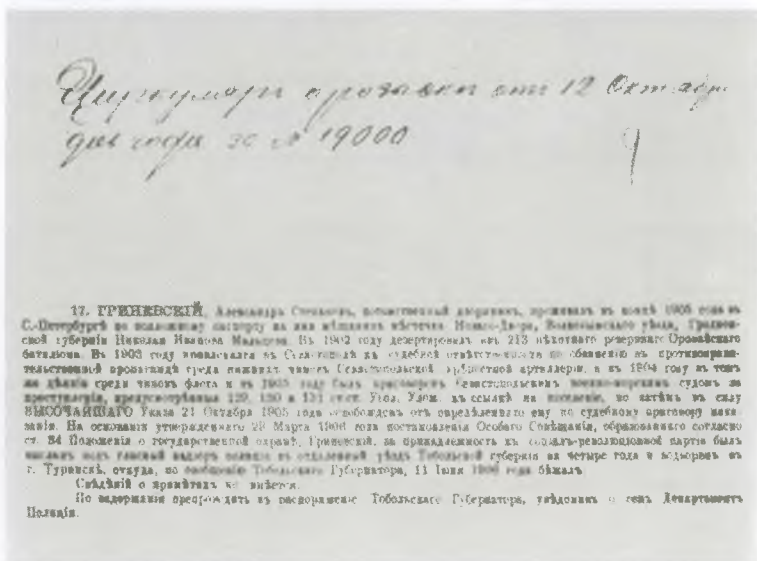 Циркуляръ о розыскѣ отъ 12 Октября
года за № 19000
17. ГРИНЕВСКІЙ, Александръ Степановъ, потомственный дворянинъ, проживалъ въ концѣ 1905 года въ
С.-Петербургѣ по подложному паспорту на имя мѣщанина мѣстечка Новаго-Двора, Волковыскаго уѣзда, Гроднен-
ской губерніи Николая Иванова Мальцева. Въ 1902 году дезертировалъ изъ 213 пѣхотнаго резервнаго Оровайскаго
батальона. Въ 1903 году привлекался въ Севастополѣ къ судебной отвѣтственности по обвиненію въ противоправи-
тельственной пропагандѣ среди нижнихъ чиновъ Севастопольской крѣпостной артиллеріи, а въ 1904 году въ томъ
же дѣяніи среди чиновъ флота и въ 1905 году былъ приговоренъ Севастопольскимъ военно-морскимъ судомъ за
преступленія, предусмотрѣнныя 129, 130 и 131 ст.ст. Угол. Улож. къ ссылкѣ на поселеніе, но затѣмъ въ силу
ВЫСОЧАЙШАГО Указа 21 Октября 1905 года освобожденъ отъ опредѣленнаго ему по судебному приговору нака-
занія. На основаніи утвержденнаго 29 Марта 1906 года постановленія Особаго Совѣщанія, образованнаго согласно
ст. 34 Положенія о государственной охранѣ, Гриневскій, за принадлежность къ соціалъ-революціонной партіи былъ
высланъ подъ гласный надзоръ полиціи въ отдаленный уѣздъ Тобольской губерніи на четыре года и водворенъ въ
г. Туринскѣ, откуда, по сообщенію Тобольскаго Губернатора, 11 Іюня 1906 года бѣжалъ.
Свѣдѣній о примѣтахъ не имѣется.
По задержаніи препроводить въ распоряженіе Тобольскаго Губернатора, увѣдомивъ о семъ Департаментъ
Полиціи.